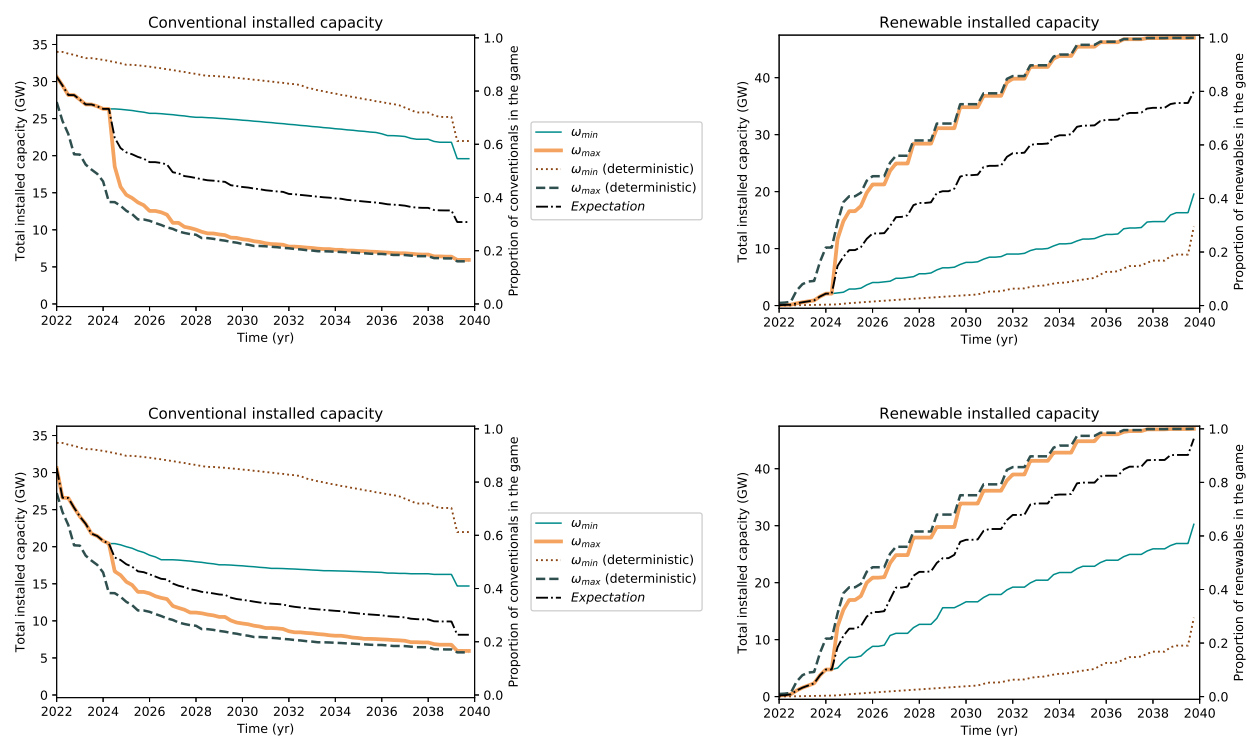 Conventional installed capacity
Total installed capacity (GW)
35
30
25
20
15
10
5
0
2022 2024 2026 2028 2030 2032 2034 2036 2038 2040
Time (yr)
1.0
0.8
0.6
0.4
0.2
0.0
Proportion of conventionals in the game
ωmin
ωmax
ωmin (deterministic)
ωmax (deterministic)
Expectation
Renewable installed capacity
Total installed capacity (GW)
40
30
20
10
0
2022 2024 2026 2028 2030 2032 2034 2036 2038 2040
Time (yr)
1.0
0.8
0.6
0.4
0.2
0.0
Proportion of renewables in the game
Conventional installed capacity
Total installed capacity (GW)
35
30
25
20
15
10
5
0
2022 2024 2026 2028 2030 2032 2034 2036 2038 2040
Time (yr)
1.0
0.8
0.6
0.4
0.2
0.0
Proportion of conventionals in the game
ωmin
ωmax
ωmin (deterministic)
ωmax (deterministic)
Expectation
Renewable installed capacity
Total installed capacity (GW)
40
30
20
10
0
2022 2024 2026 2028 2030 2032 2034 2036 2038 2040
Time (yr)
1.0
0.8
0.6
0.4
0.2
0.0
Proportion of renewables in the game